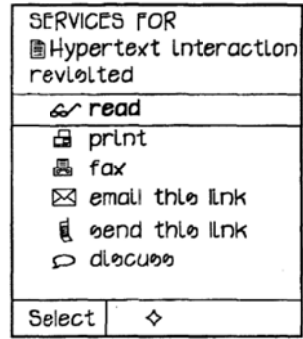 SERVICES FOR
Hypertext interaction
revisited
read
print
fax
email this link
send this link
discuss
Select